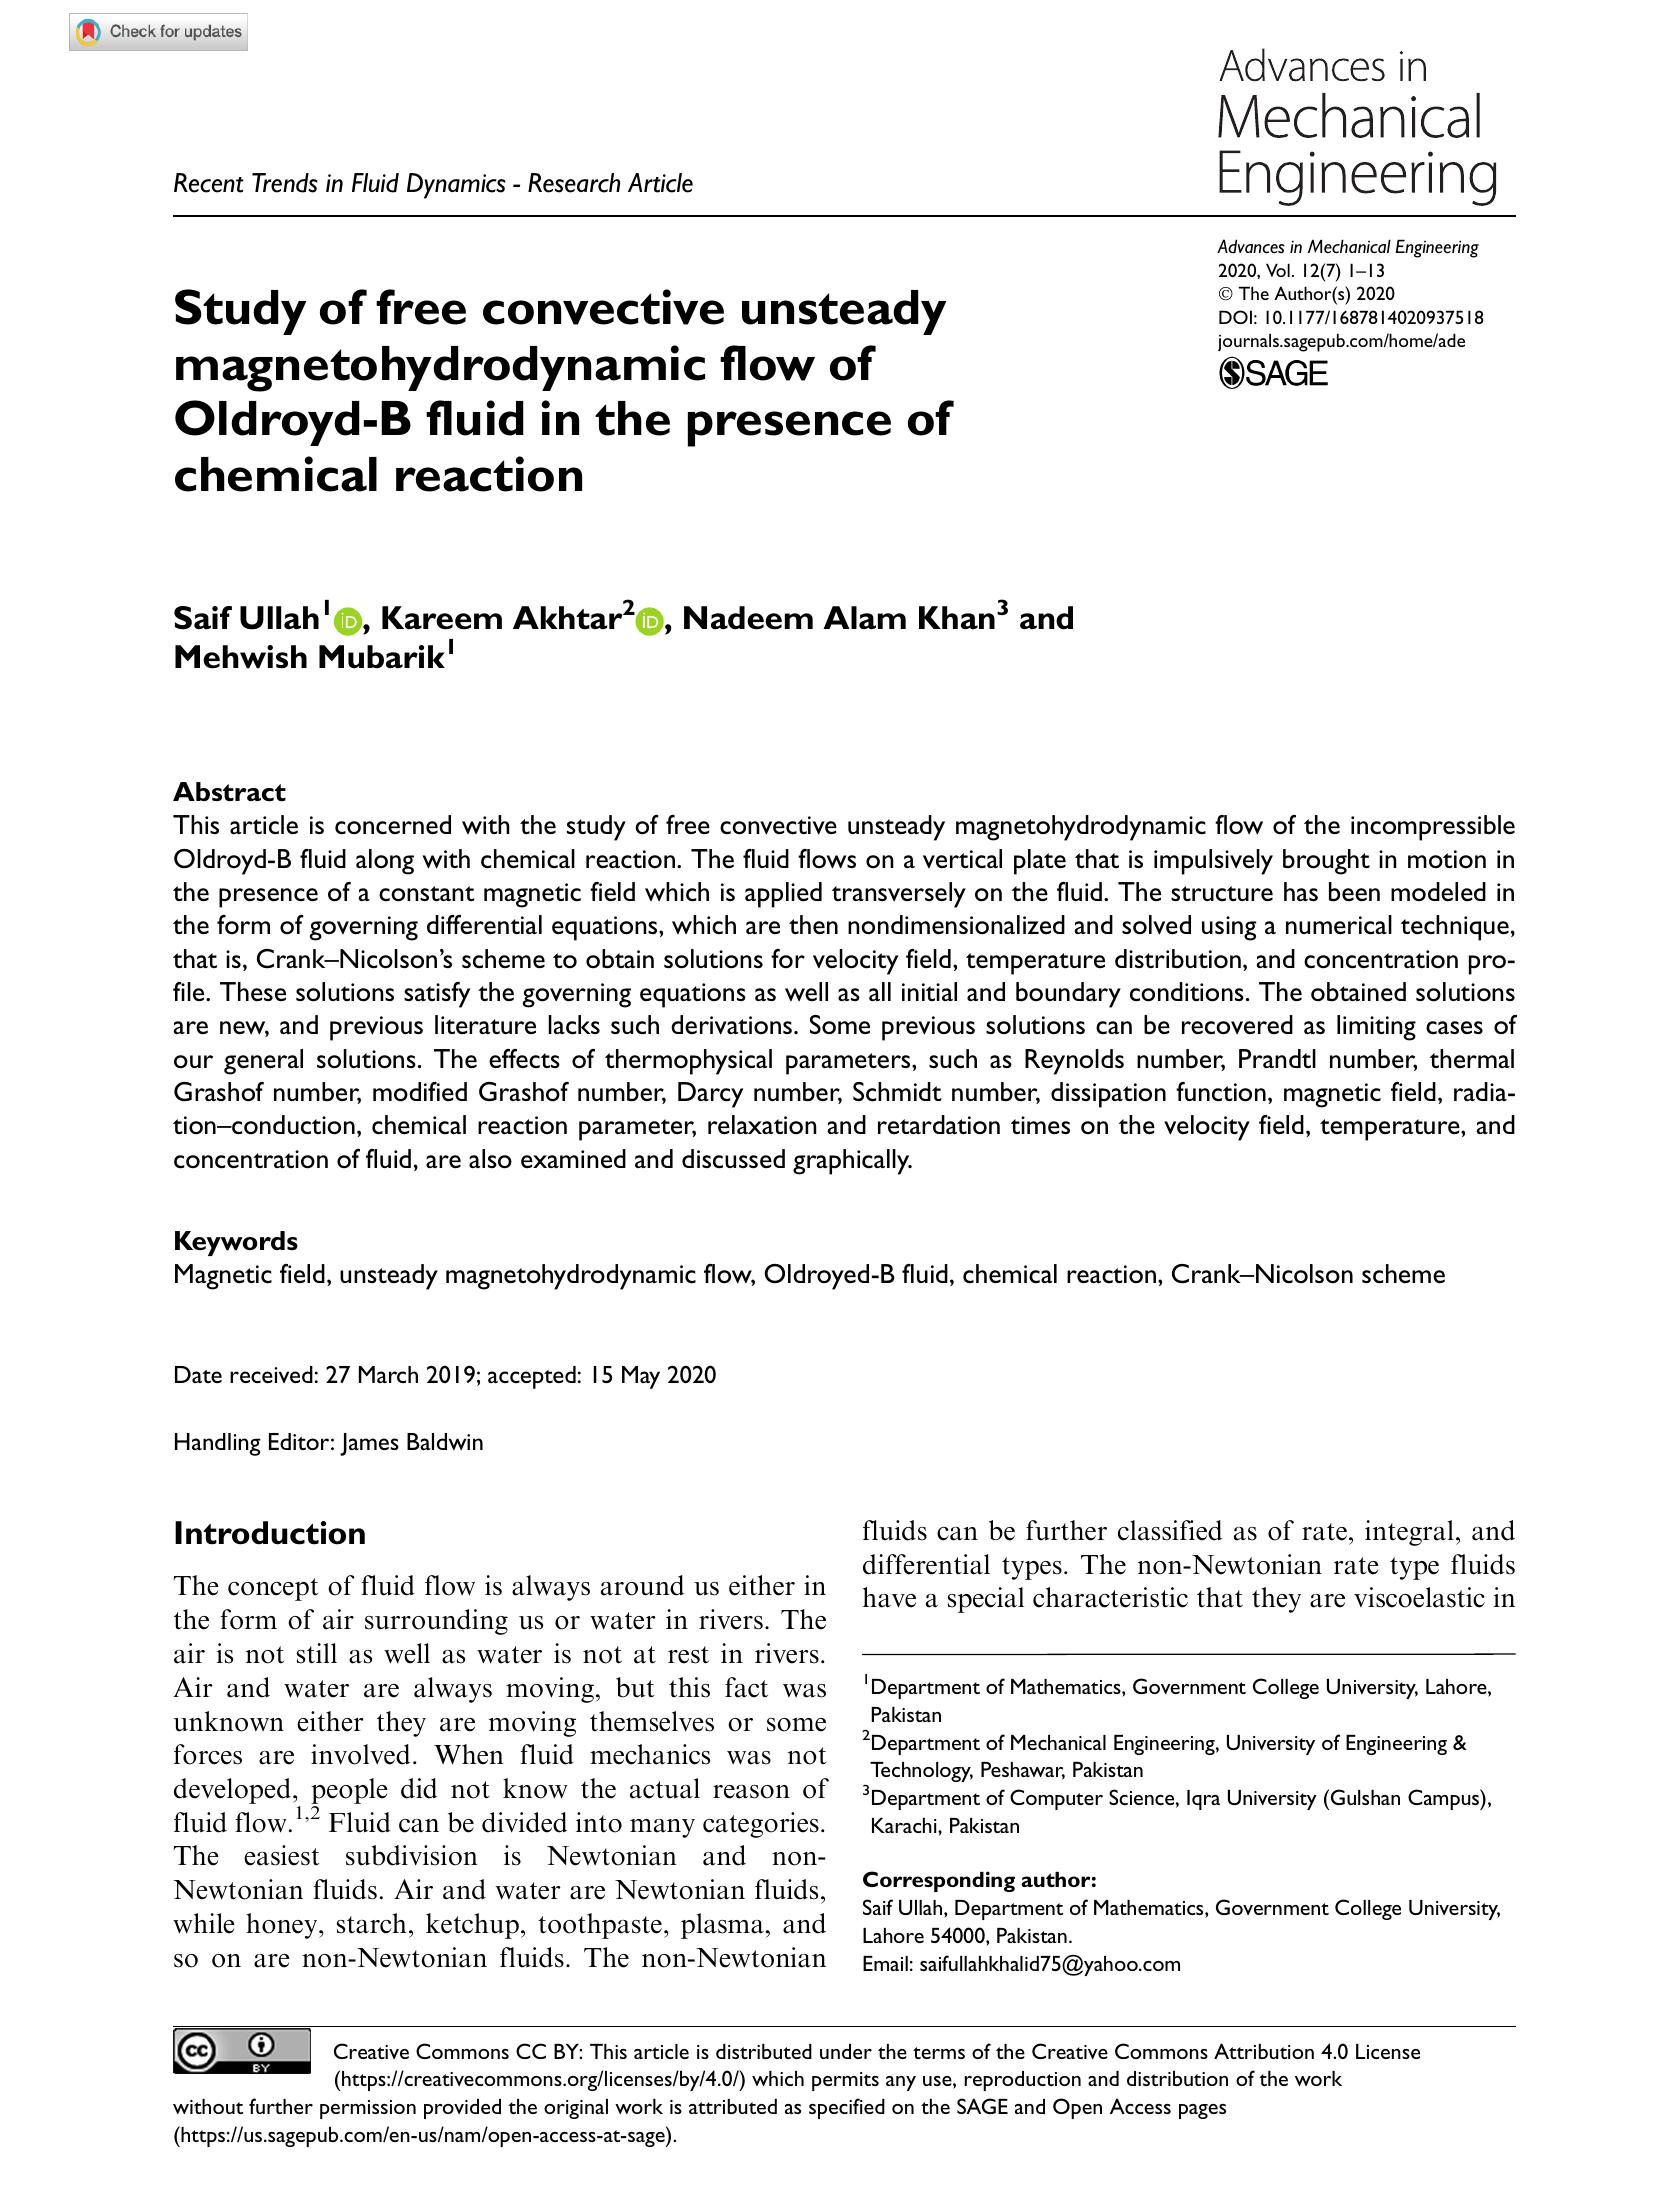 Check for updates
Advances in
Mechanical
Engineering
Recent Trends in Fluid Dynamics - Research Article
Advances in Mechanical Engineering
2020, Vol. 12(7) 1–13
© The Author(s) 2020
DOI: 10.1177/1687814020937518
journals.sagepub.com/home/ade
SAGE
Study of free convective unsteady
magnetohydrodynamic flow of
Oldroyd-B fluid in the presence of
chemical reaction
Saif Ullah1 iD, Kareem Akhtar2 iD, Nadeem Alam Khan3 and
Mehwish Mubarik1
Abstract
This article is concerned with the study of free convective unsteady magnetohydrodynamic flow of the incompressible
Oldroyd-B fluid along with chemical reaction. The fluid flows on a vertical plate that is impulsively brought in motion in
the presence of a constant magnetic field which is applied transversely on the fluid. The structure has been modeled in
the form of governing differential equations, which are then nondimensionalized and solved using a numerical technique,
that is, Crank–Nicolson’s scheme to obtain solutions for velocity field, temperature distribution, and concentration pro-
file. These solutions satisfy the governing equations as well as all initial and boundary conditions. The obtained solutions
are new, and previous literature lacks such derivations. Some previous solutions can be recovered as limiting cases of
our general solutions. The effects of thermophysical parameters, such as Reynolds number, Prandtl number, thermal
Grashof number, modified Grashof number, Darcy number, Schmidt number, dissipation function, magnetic field, radia-
tion–conduction, chemical reaction parameter, relaxation and retardation times on the velocity field, temperature, and
concentration of fluid, are also examined and discussed graphically.
Keywords
Magnetic field, unsteady magnetohydrodynamic flow, Oldroyed-B fluid, chemical reaction, Crank–Nicolson scheme
Date received: 27 March 2019; accepted: 15 May 2020
Handling Editor: James Baldwin
Introduction
The concept of fluid flow is always around us either in
the form of air surrounding us or water in rivers. The
air is not still as well as water is not at rest in rivers.
Air and water are always moving, but this fact was
unknown either they are moving themselves or some
forces are involved. When fluid mechanics was not
developed, people did not know the actual reason of
fluid flow.1,2 Fluid can be divided into many categories.
The easiest subdivision is Newtonian and non-
Newtonian fluids. Air and water are Newtonian fluids,
while honey, starch, ketchup, toothpaste, plasma, and
so on are non-Newtonian fluids. The non-Newtonian
fluids can be further classified as of rate, integral, and
differential types. The non-Newtonian rate type fluids
have a special characteristic that they are viscoelastic in
1Department of Mathematics, Government College University, Lahore,
Pakistan
2Department of Mechanical Engineering, University of Engineering &
Technology, Peshawar, Pakistan
3Department of Computer Science, Iqra University (Gulshan Campus),
Karachi, Pakistan
Corresponding author:
Saif Ullah, Department of Mathematics, Government College University,
Lahore 54000, Pakistan.
Email: saifullahkhalid75@yahoo.com
cc BY
Creative Commons CC BY: This article is distributed under the terms of the Creative Commons Attribution 4.0 License
(https://creativecommons.org/licenses/by/4.0/) which permits any use, reproduction and distribution of the work
without further permission provided the original work is attributed as specified on the SAGE and Open Access pages
(https://us.sagepub.com/en-us/nam/open-access-at-sage).